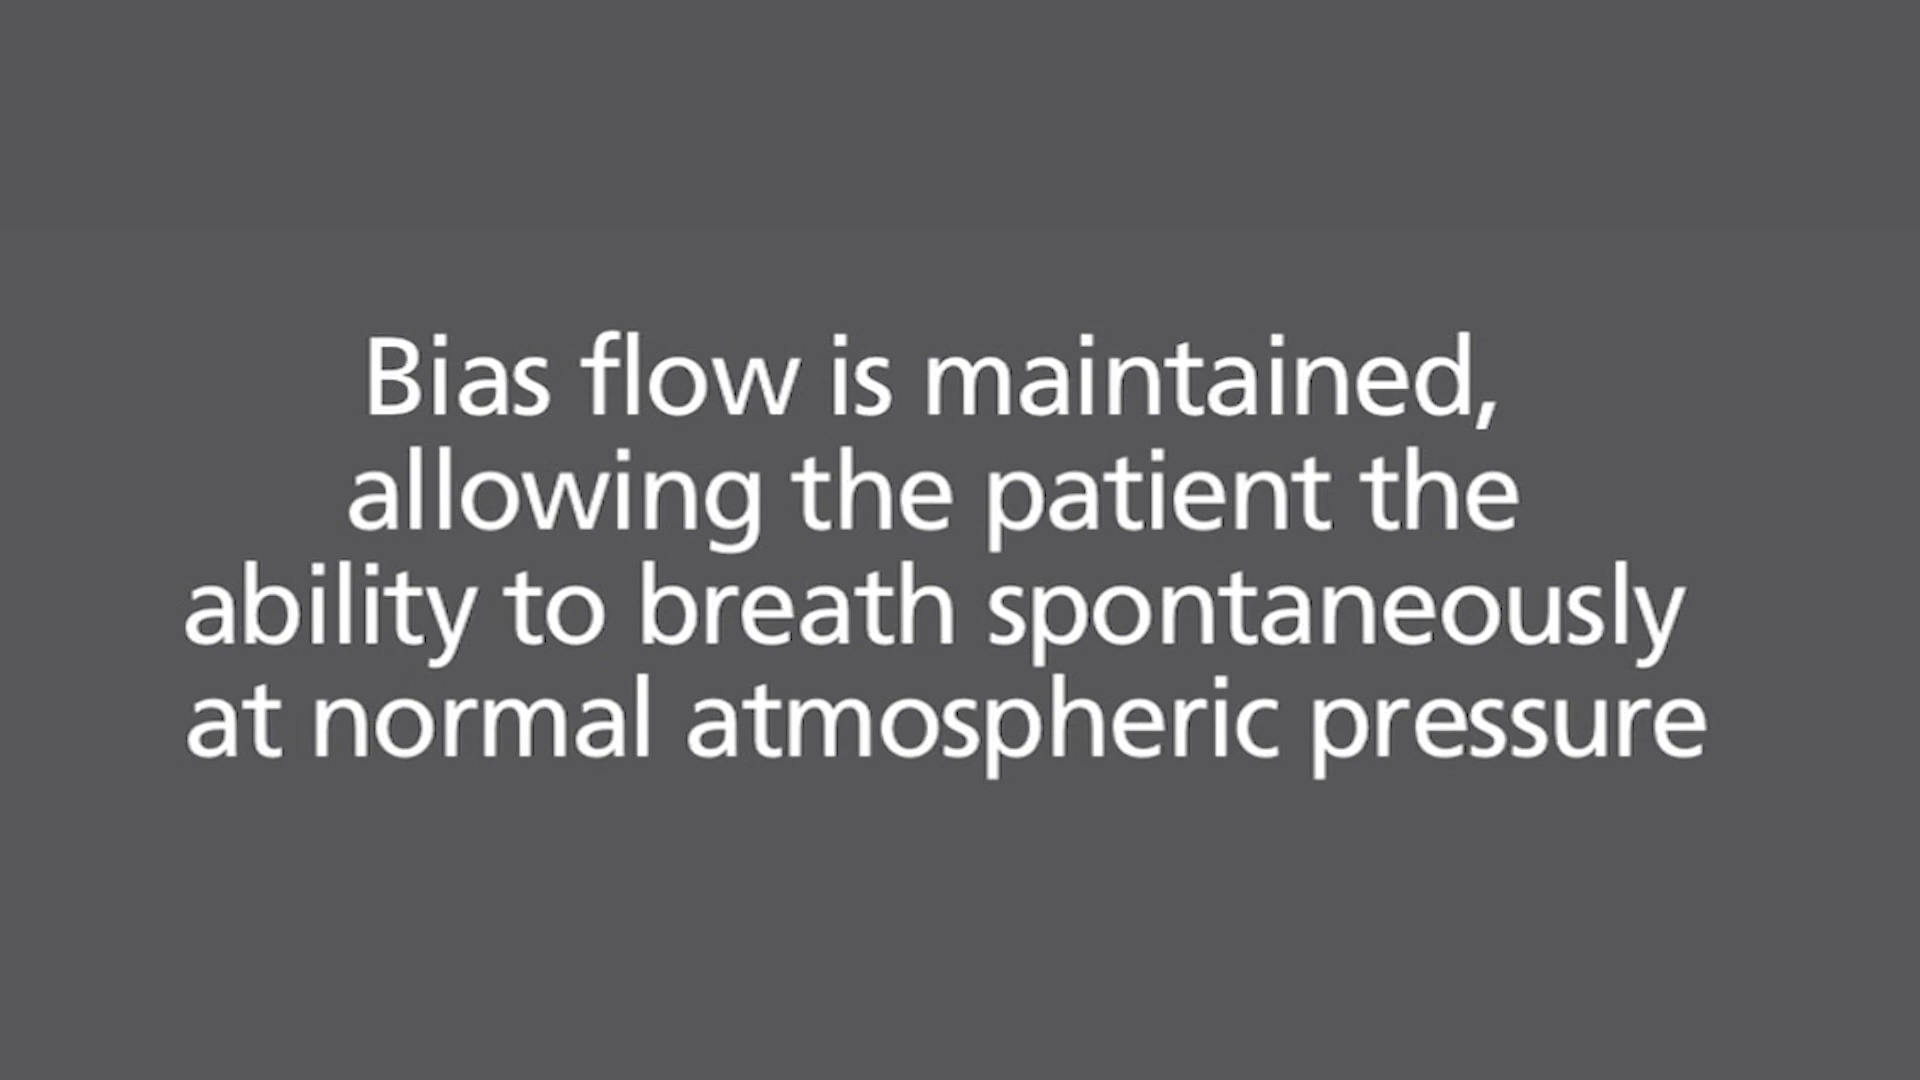 Bias flow is maintained,
allowing the patient the
ability to breath spontaneously
at normal atmospheric pressure